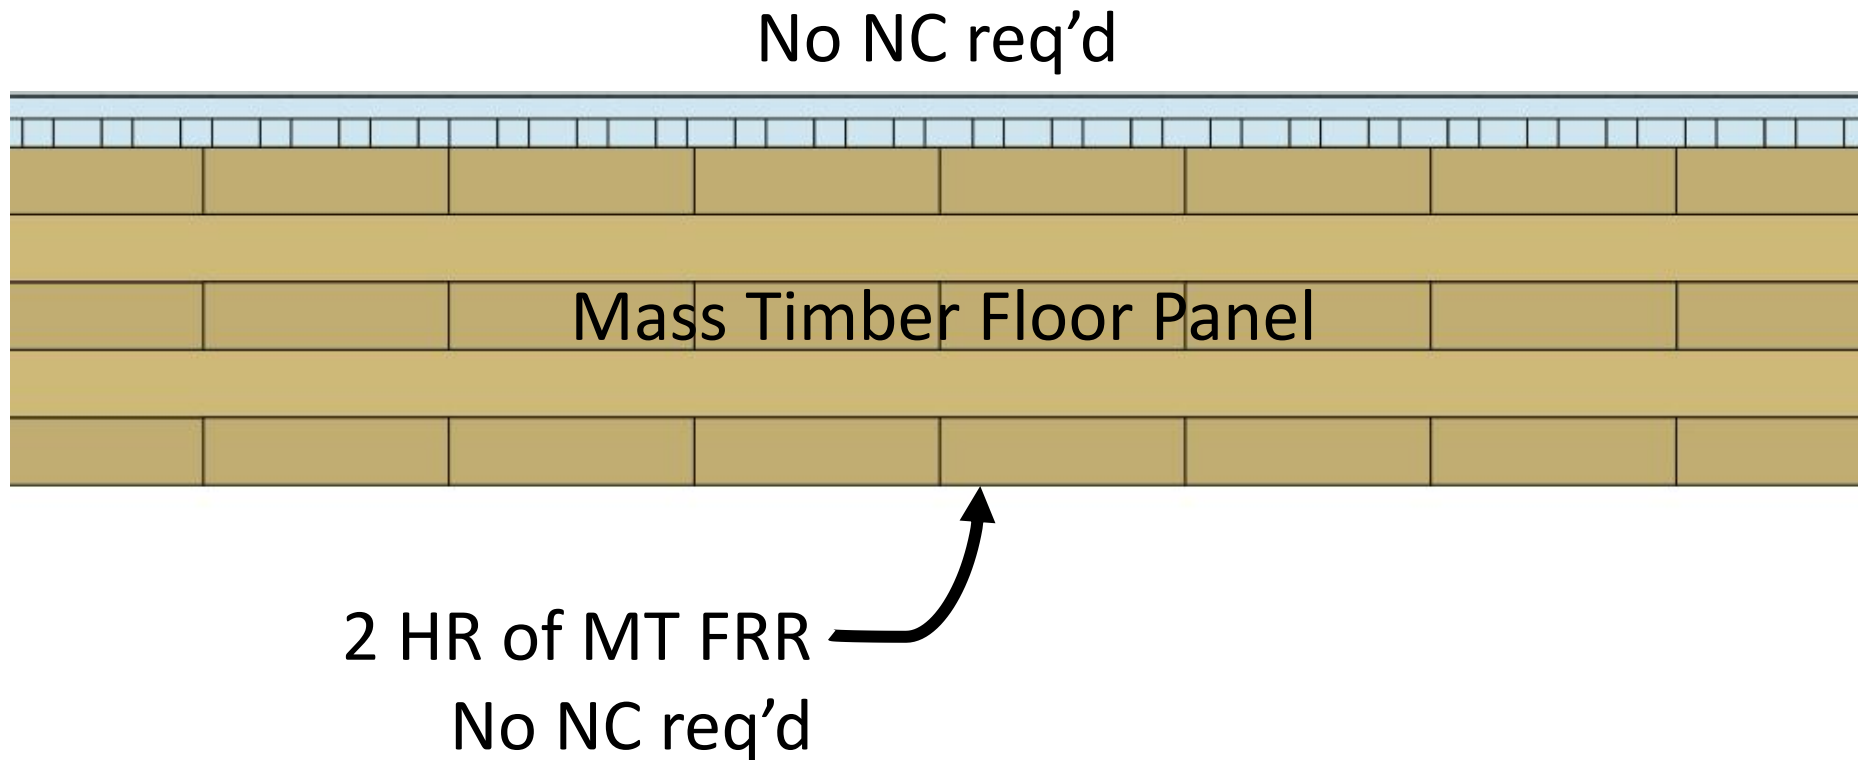 No NC req’d
Mass Timber Floor Panel
2 HR of MT FRR
No NC req’d